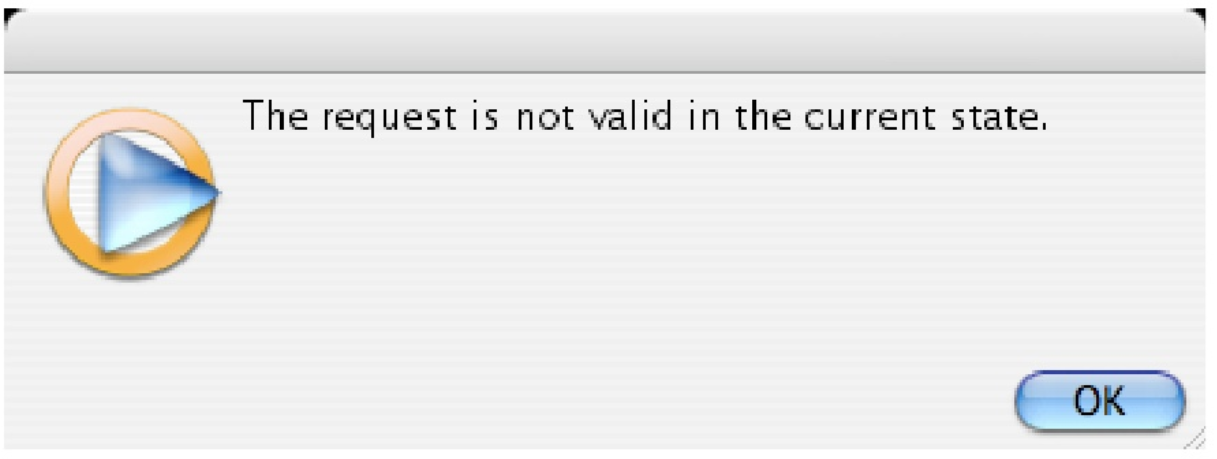 The request is not valid in the current state.
OK